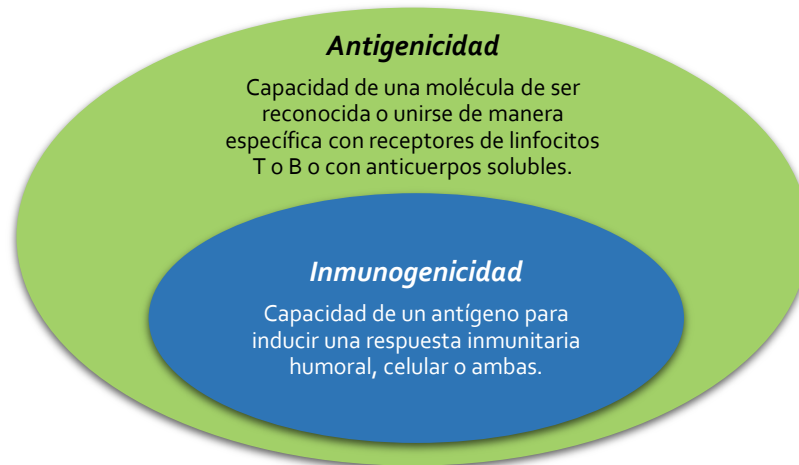 Antigenicidad
Capacidad de una molécula de ser
reconocida o unirse de manera
específica con receptores de linfocitos
T o B o con anticuerpos solubles.
Inmunogenicidad
Capacidad de un antígeno para
inducir una respuesta inmunitaria
humoral, celular o ambas.